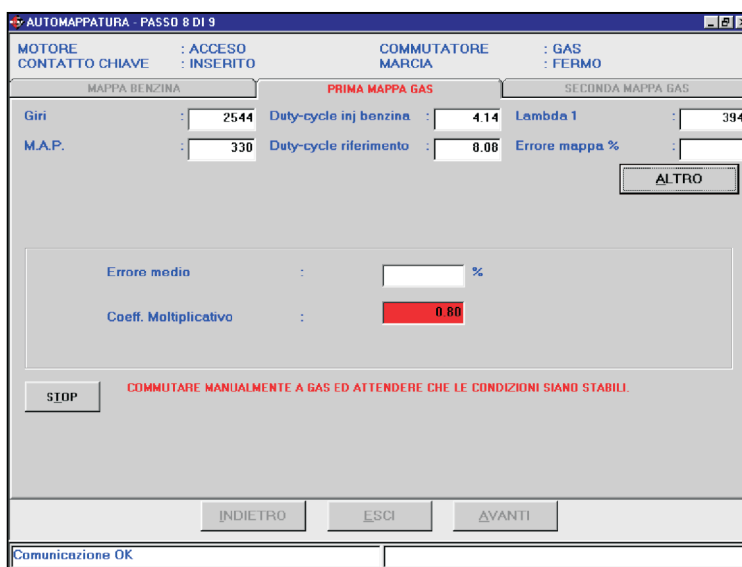 AUTOMAPPATURA - PASSO 8 DI 9
MOTORE : ACCESO COMMUTATORE : GAS
CONTATTO CHIAVE : INSERITO MARCIA : FERMO
MAPPA BENZINA PRIMA MAPPA GAS SECONDA MAPPA GAS
Giri : 2544 Duty-cycle inj benzina : 4.14 Lambda 1 : 394
M.A.P. : 330 Duty-cycle riferimento : 8.08 Errore mappa % :
ALTRO
Errore medio : %
Coeff. Moltiplicativo : 0.80
STOP COMMUTARE MANUALMENTE A GAS ED ATTENDERE CHE LE CONDIZIONI SIANO STABILI.
INDIETRO ESCI AVANTI
Comunicazione OK